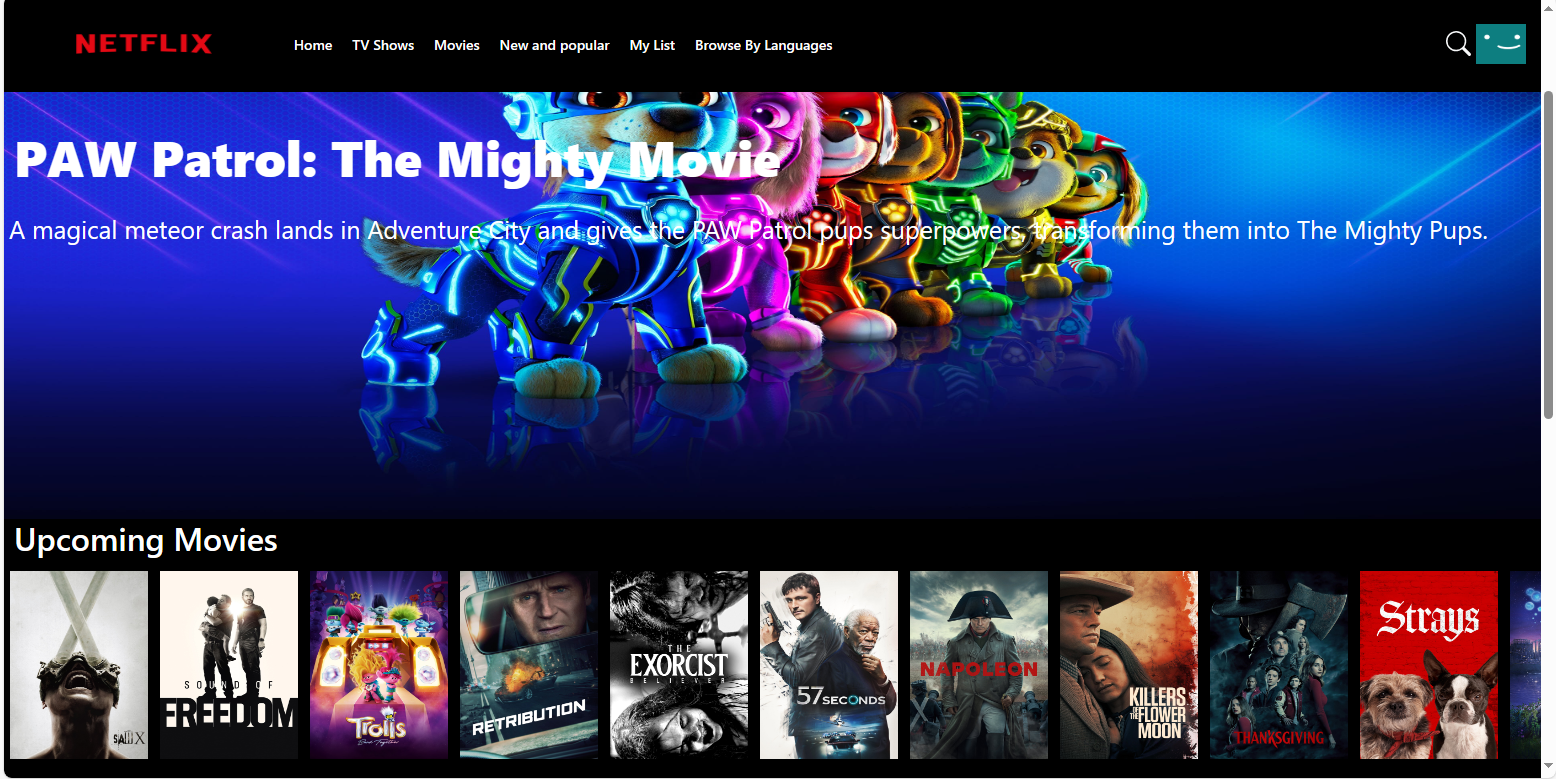 NETFLIX
Home TV Shows Movies New and popular My List Browse By Languages
PAW Patrol: The Mighty Movie
A magical meteor crash lands in Adventure City and gives the PAW Patrol pups superpowers, transforming them into The Mighty Pups.
Upcoming Movies
SAW X
SOUND OF
FREEDOM
Trolls
Band Together
RETRIBUTION
THE
EXORCIST
BELIEVER
57 SECONDS
NAPOLEON
KILLERS
OF THE FLOWER
MOON
THANKSGIVING
Strays